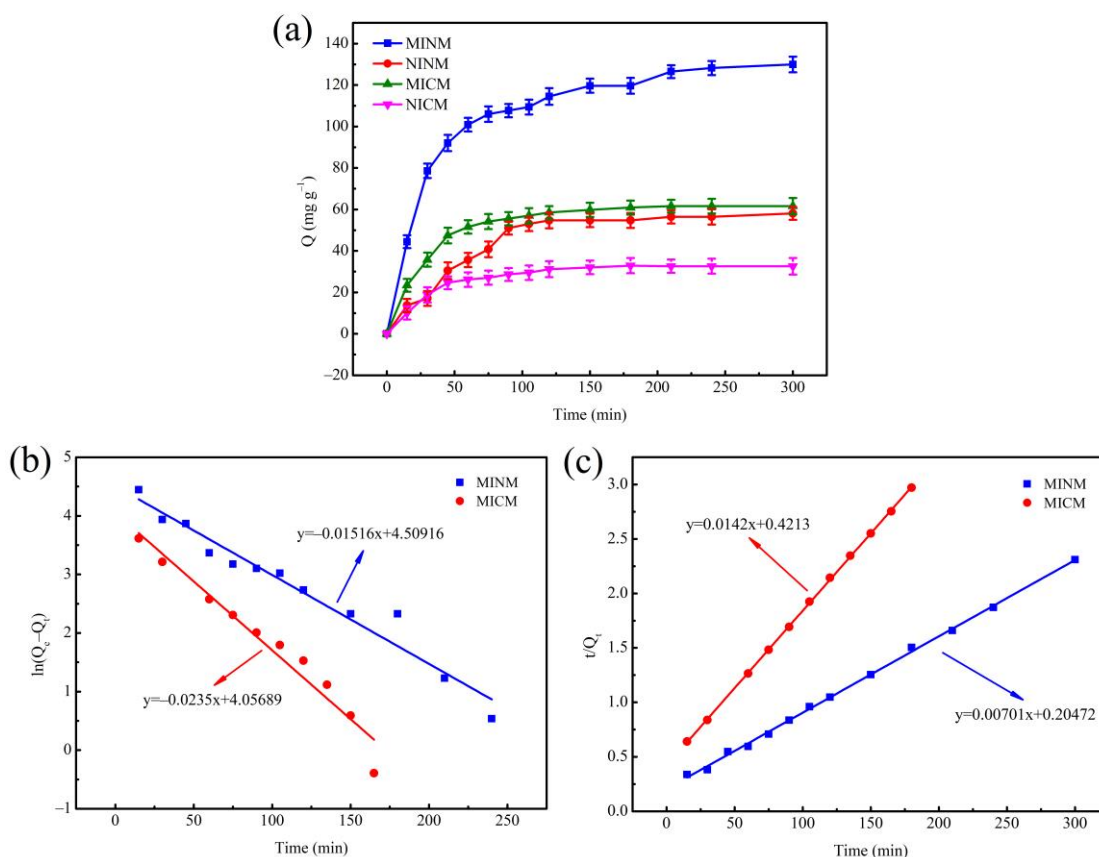 (a)
MINM
NINM
MICM
NICM
Q (mg g⁻¹)
140
120
100
80
60
40
20
0
–20
0 50 100 150 200 250 300
Time (min)
(b)
MINM
MICM
y=–0.01516x+4.50916
y=–0.0235x+4.05689
ln(Qₑ–Qₜ)
5
4
3
2
1
0
–1
0 50 100 150 200 250
Time (min)
(c)
MINM
MICM
y=0.0142x+0.4213
y=0.00701x+0.20472
t/Qₜ
3.0
2.5
2.0
1.5
1.0
0.5
0.0
0 50 100 150 200 250 300
Time (min)